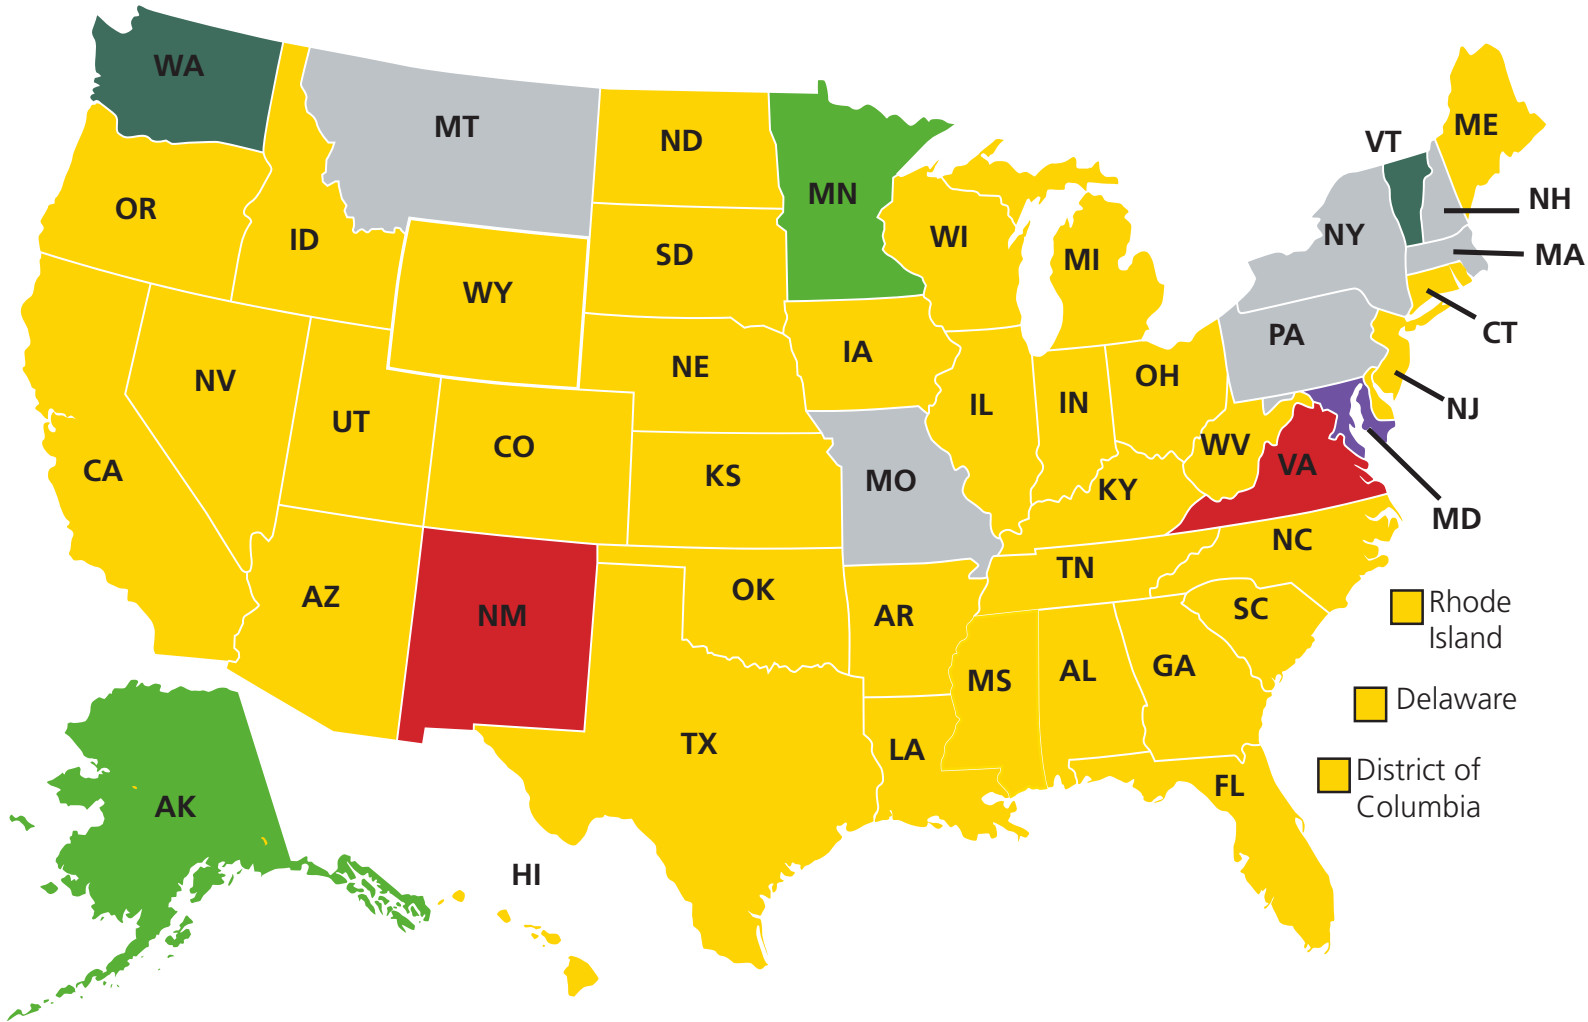 WA
MT
ND
MN
VT
ME
OR
ID
WY
SD
WI
MI
NY
NH
MA
NV
UT
CO
NE
IA
IL
IN
OH
PA
CT
NJ
CA
KS
MO
KY
WV
VA
MD
AZ
NM
OK
AR
TN
NC
SC
Rhode
Island
TX
LA
MS
AL
GA
Delaware
FL
District of
Columbia
AK
HI